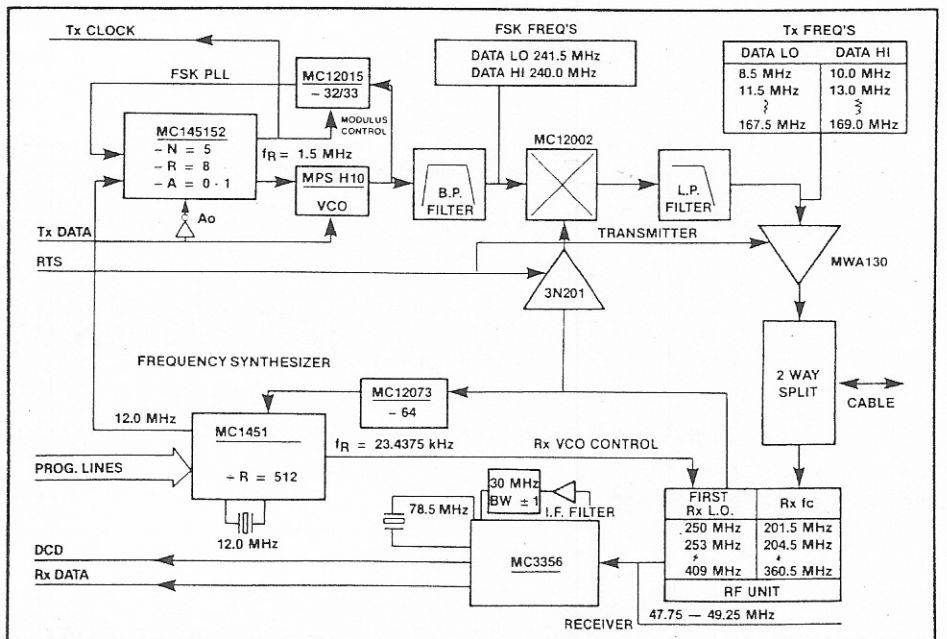 Tx CLOCK
FSK FREQ'S
DATA LO 241.5 MHz
DATA HI 240.0 MHz
Tx FREQ'S
DATA LO DATA HI
8.5 MHz 10.0 MHz
11.5 MHz 13.0 MHz
167.5 MHz 169.0 MHz
FSK PLL
MC12015
- 32/33
MODULUS
CONTROL
MC145152
- N = 5
- R = 8
- A = 0 · 1
fR = 1.5 MHz
MPS H10
VCO
B.P.
FILTER
MC12002
L.P.
FILTER
Ao
Tx DATA
TRANSMITTER
RTS
3N201
MWA130
FREQUENCY SYNTHESIZER
MC12073
- 64
2 WAY
SPLIT
CABLE
12.0 MHz
MC1451
÷ R = 512
fR = 23.4375 kHz
Rx VCO CONTROL
PROG. LINES
12.0 MHz
78.5 MHz
30 MHz
BW ± 1
I.F. FILTER
FIRST
Rx L.O.
Rx fc
250 MHz 201.5 MHz
253 MHz 204.5 MHz
409 MHz 360.5 MHz
RF UNIT
DCD
MC3356
Rx DATA
RECEIVER
47.75 — 49.25 MHz